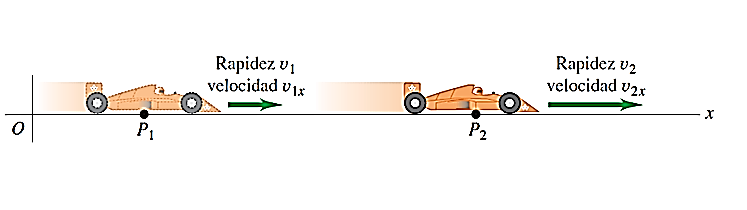 Rapidez v₁
velocidad v₁ₓ
Rapidez v₂
velocidad v₂ₓ
x
O
P₁
P₂